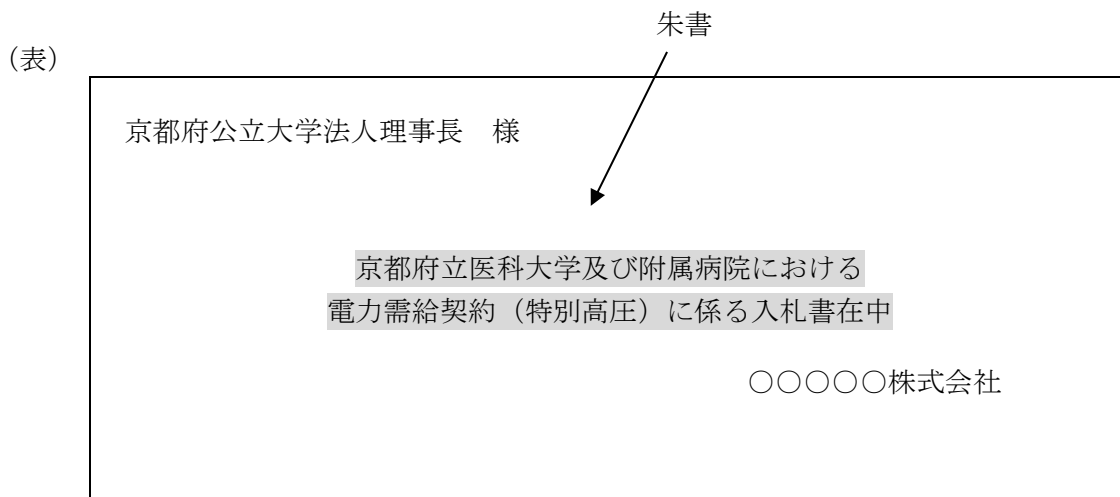 朱書
（表）
京都府公立大学法人理事長　様
京都府立医科大学及び附属病院における
電力需給契約（特別高圧）に係る入札書在中
○○○○○株式会社